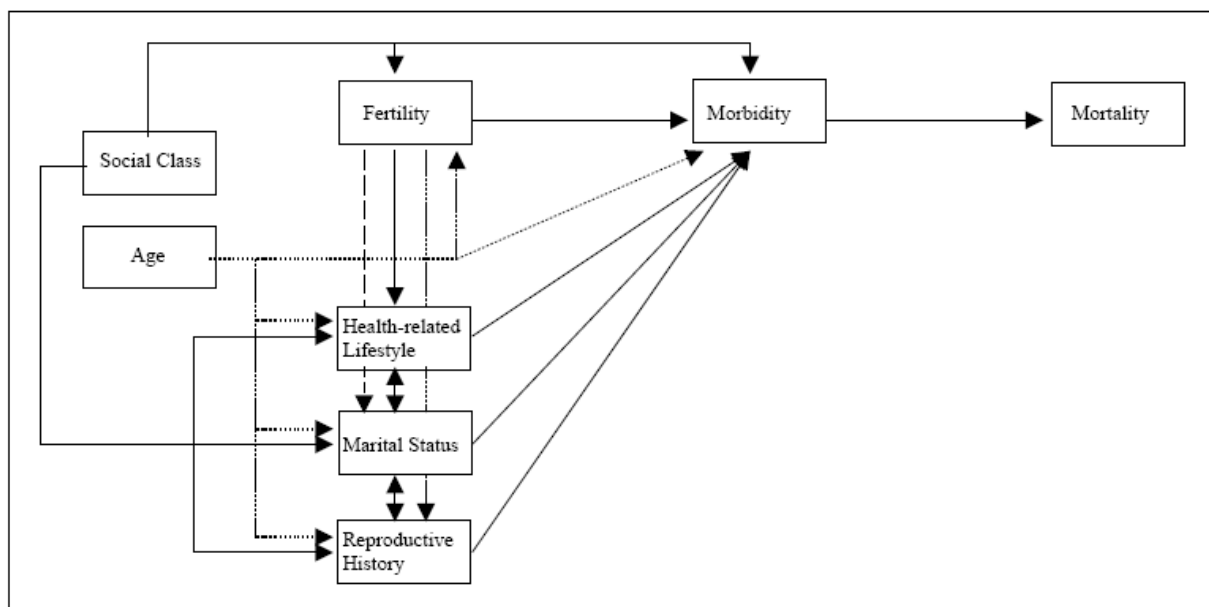 Fertility
Morbidity
Mortality
Social Class
Age
Health-related
Lifestyle
Marital Status
Reproductive
History